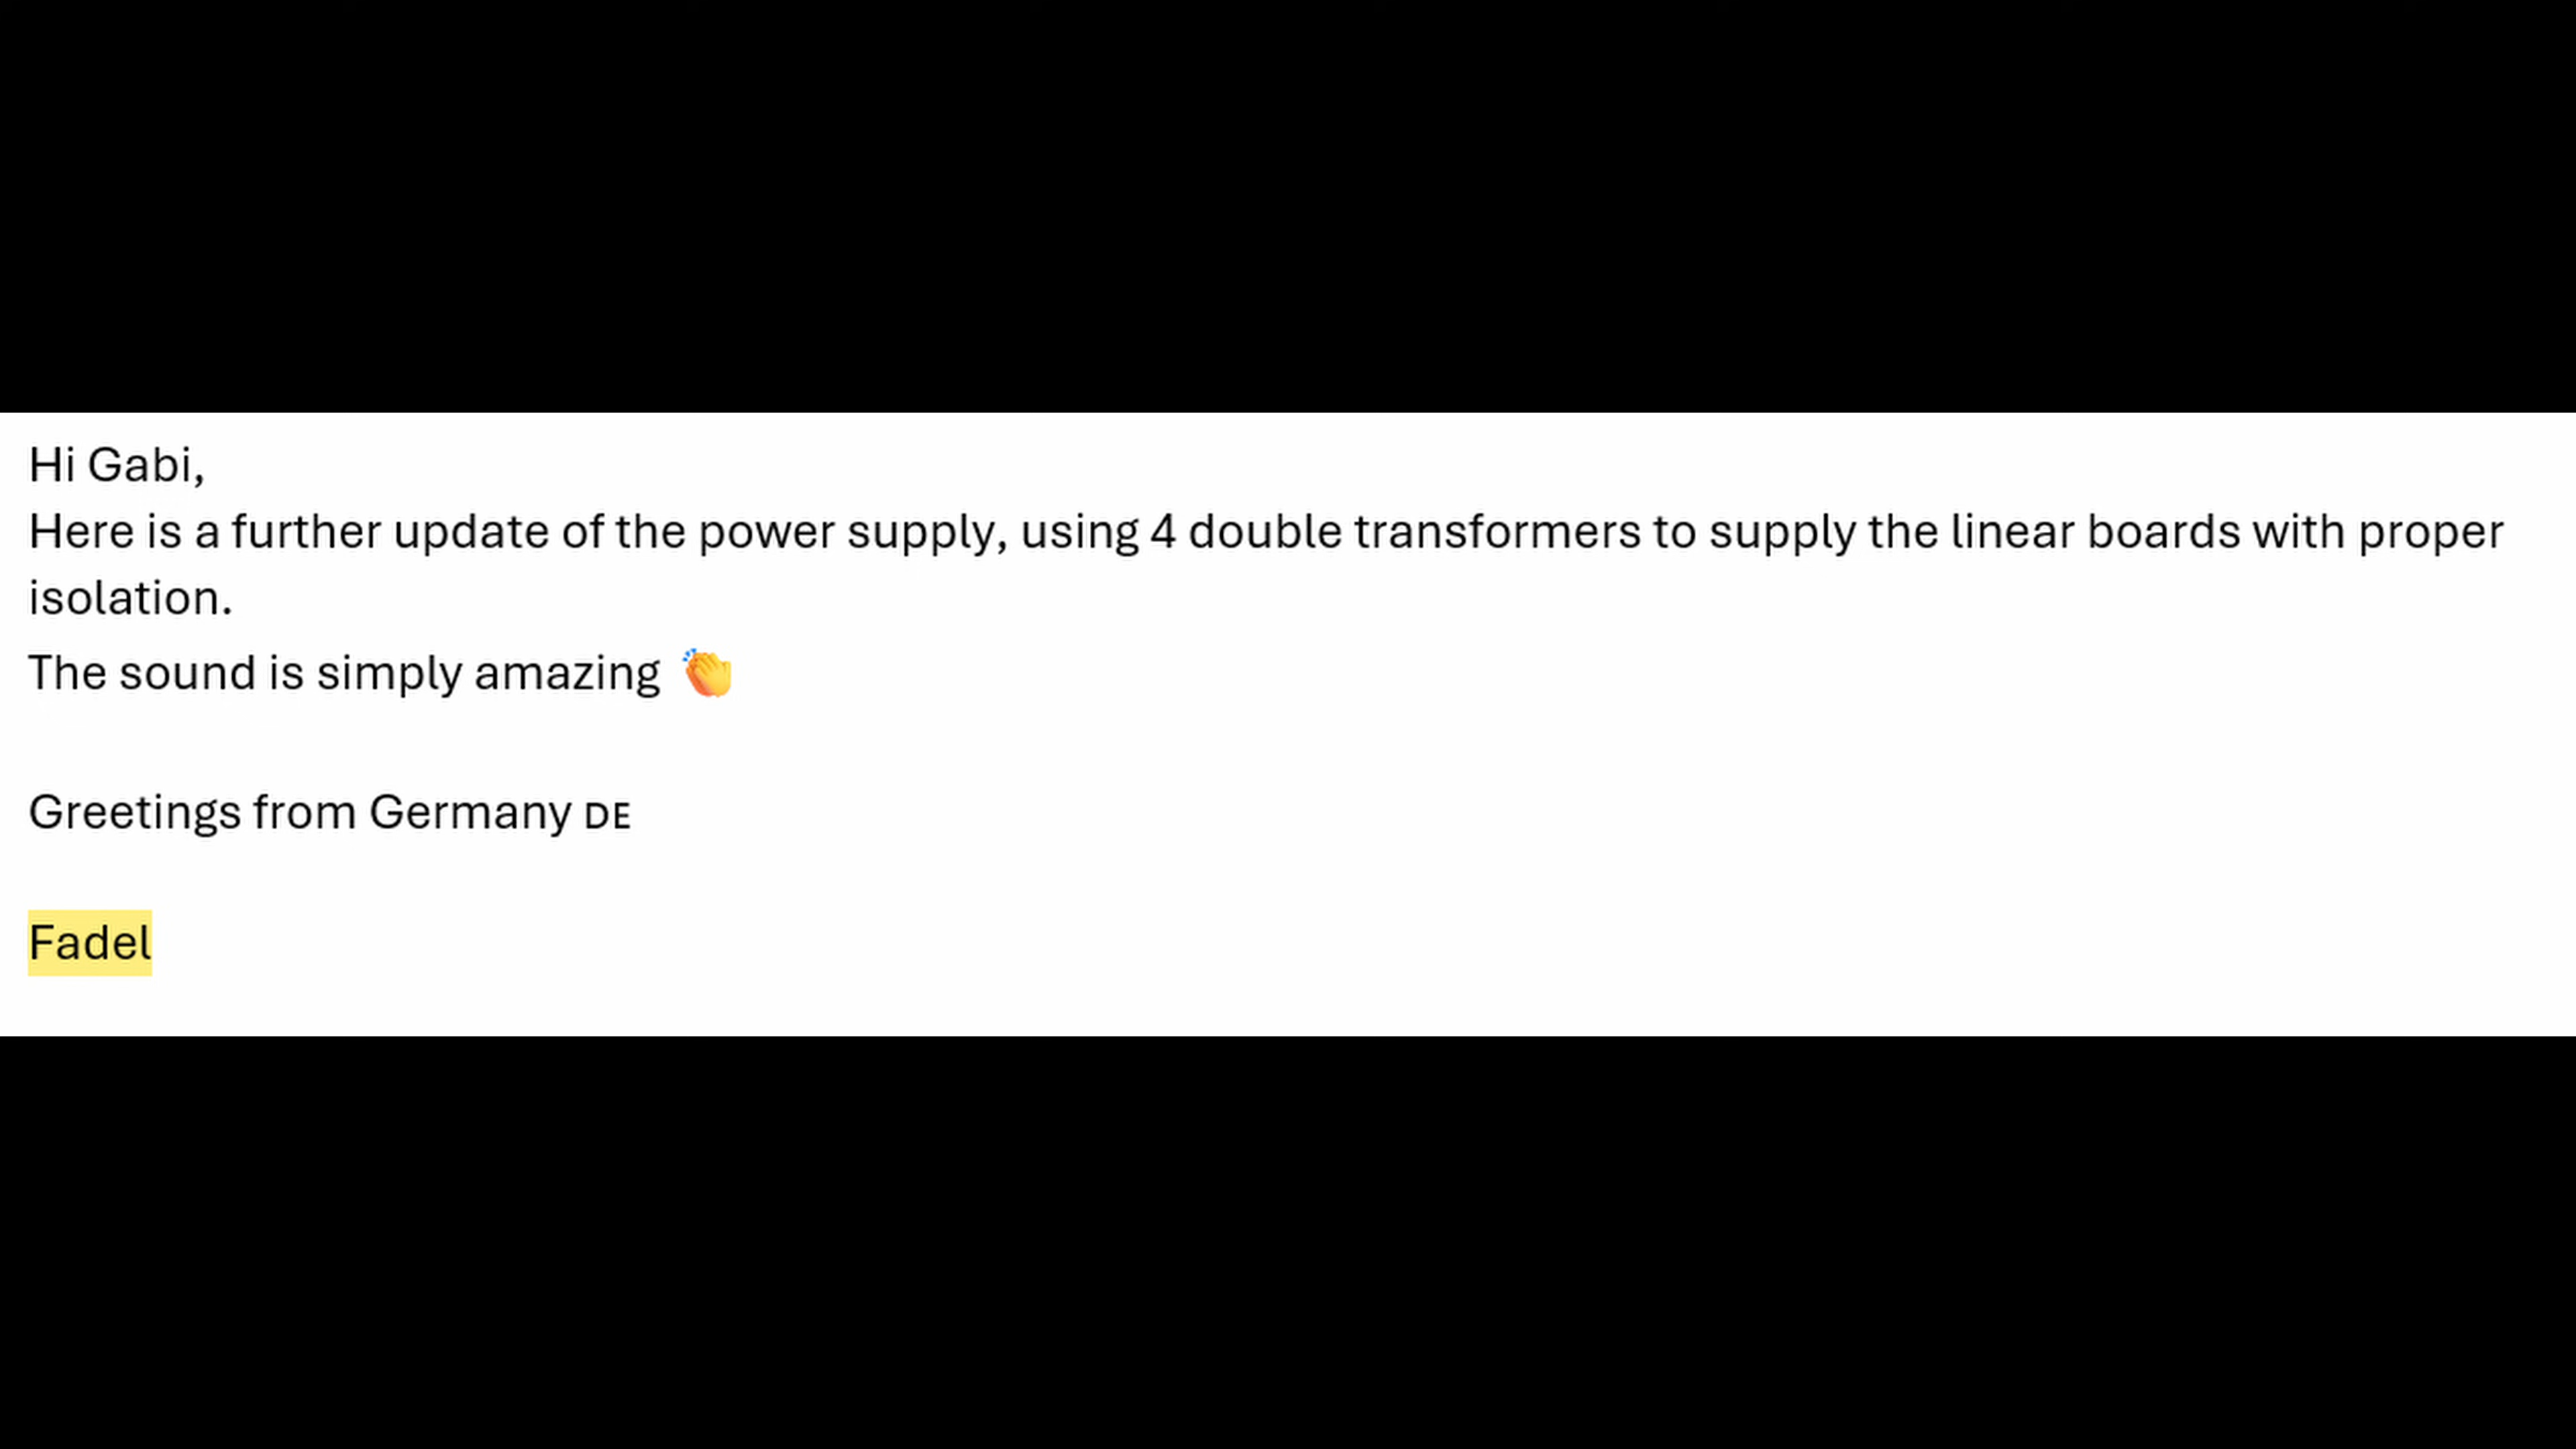 Hi Gabi,
Here is a further update of the power supply, using 4 double transformers to supply the linear boards with proper
isolation.
The sound is simply amazing 👏
Greetings from Germany DE
Fadel